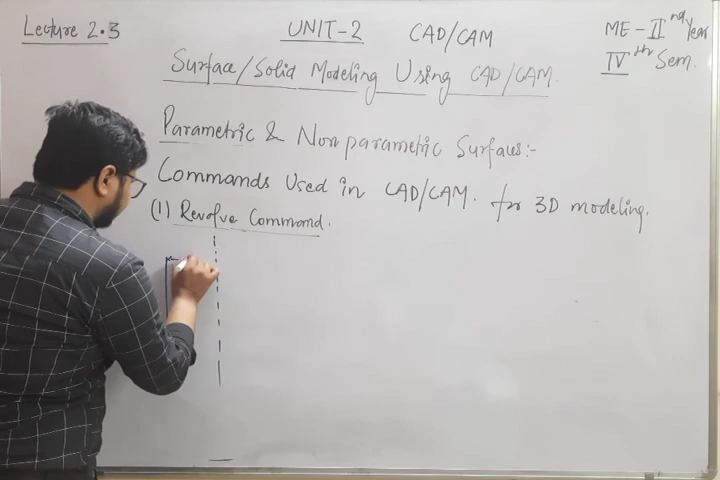 Lecture 2.3
UNIT-2 CAD/CAM
ME - II nd Year
IV th Sem.
Surface/Solid Modeling Using CAD/CAM.
Parametric & Non parametric Surfaces:-
Commands Used in CAD/CAM. for 3D modeling.
(1) Revolve Command.